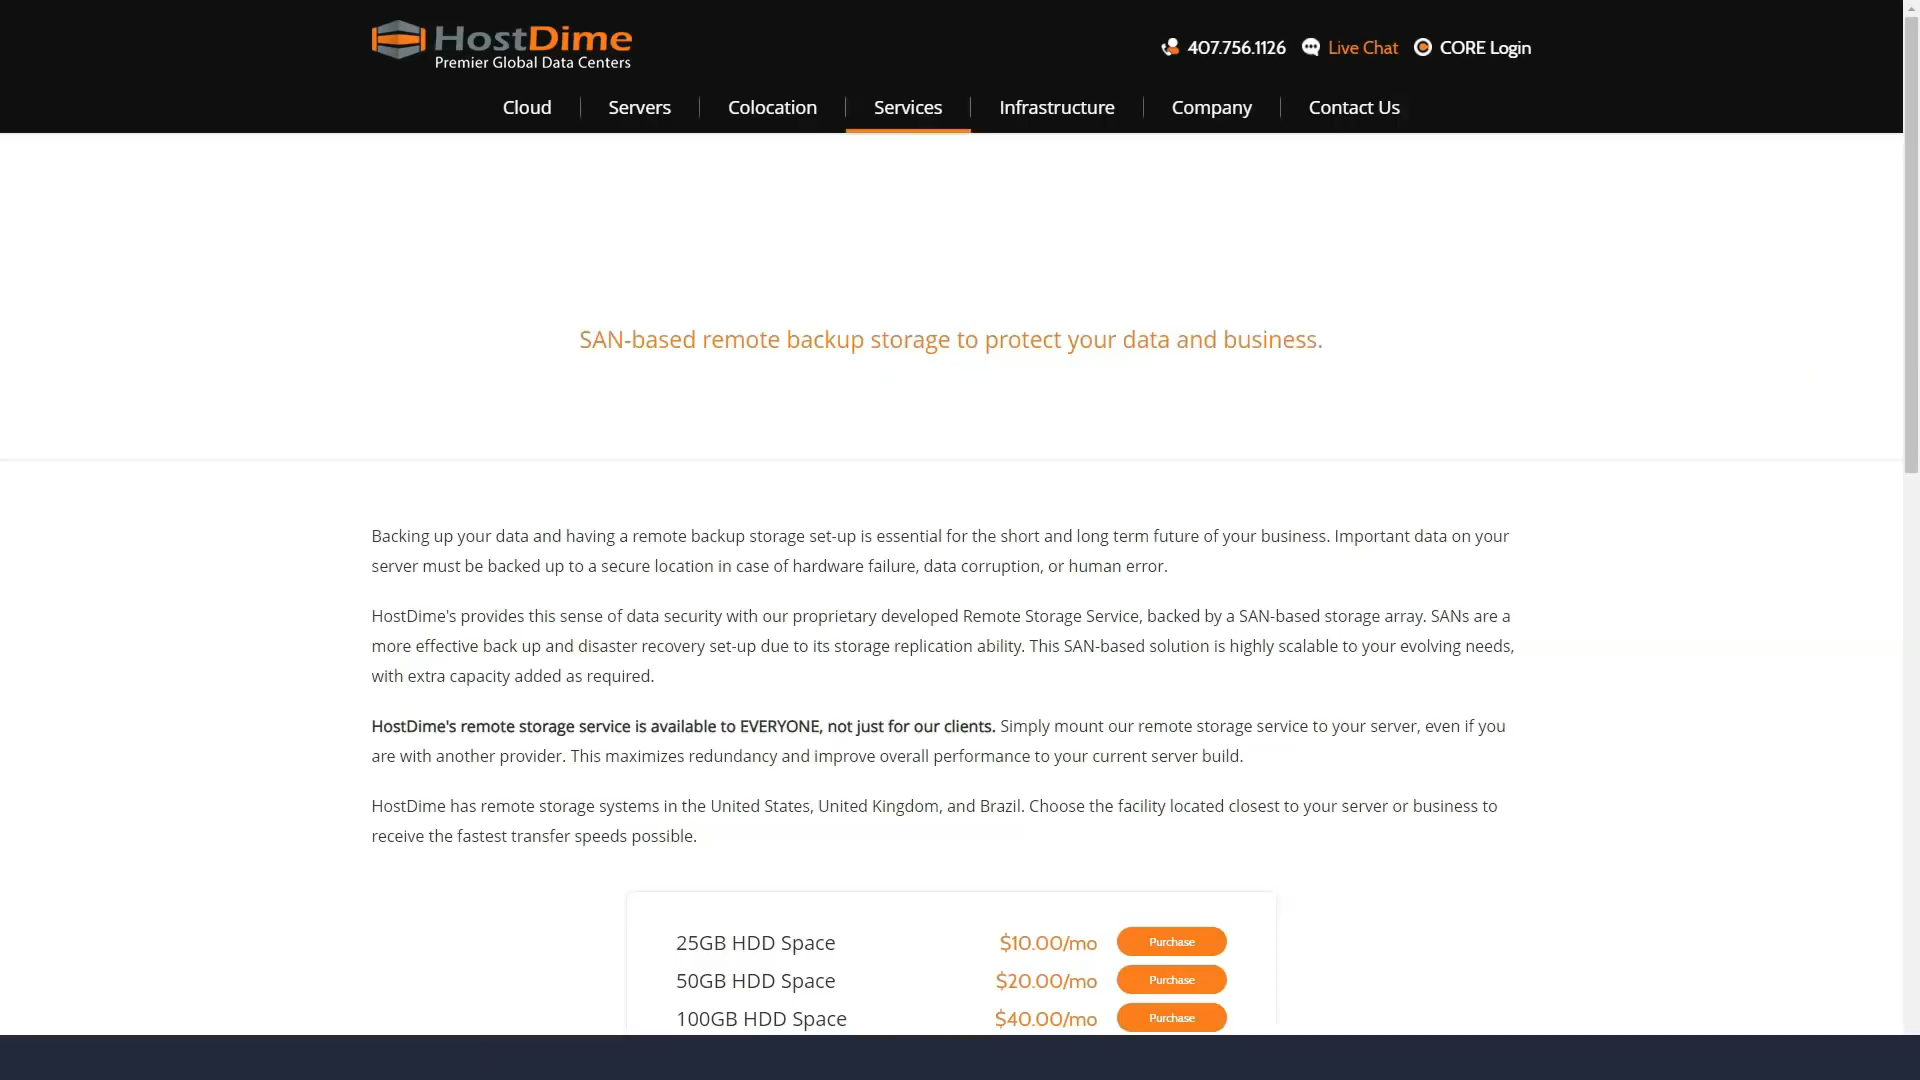 HostDime
Premier Global Data Centers
407.756.1126 Live Chat CORE Login
Cloud Servers Colocation Services Infrastructure Company Contact Us
SAN-based remote backup storage to protect your data and business.
Backing up your data and having a remote backup storage set-up is essential for the short and long term future of your business. Important data on your
server must be backed up to a secure location in case of hardware failure, data corruption, or human error.
HostDime's provides this sense of data security with our proprietary developed Remote Storage Service, backed by a SAN-based storage array. SANs are a
more effective back up and disaster recovery set-up due to its storage replication ability. This SAN-based solution is highly scalable to your evolving needs,
with extra capacity added as required.
HostDime's remote storage service is available to EVERYONE, not just for our clients. Simply mount our remote storage service to your server, even if you
are with another provider. This maximizes redundancy and improve overall performance to your current server build.
HostDime has remote storage systems in the United States, United Kingdom, and Brazil. Choose the facility located closest to your server or business to
receive the fastest transfer speeds possible.
25GB HDD Space $10.00/mo Purchase
50GB HDD Space $20.00/mo Purchase
100GB HDD Space $40.00/mo Purchase